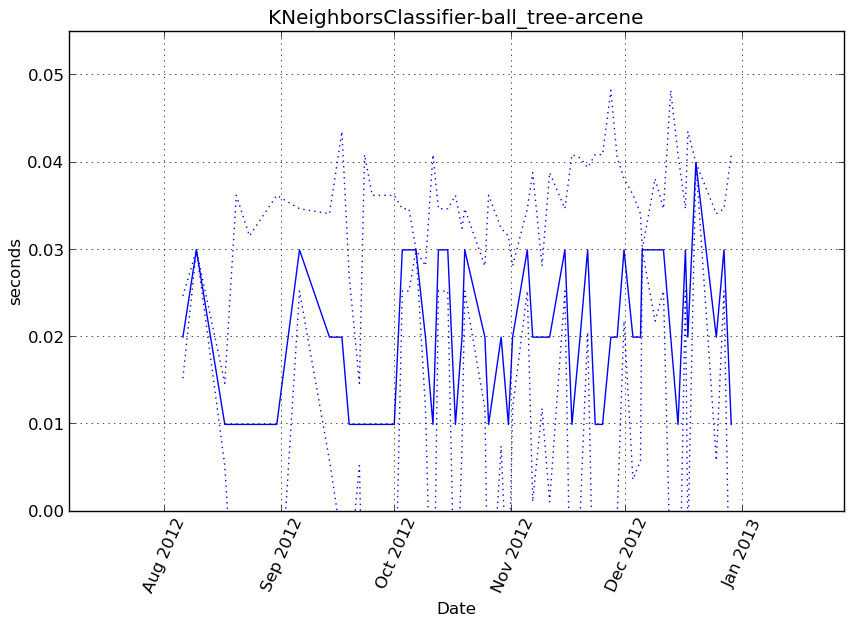 KNeighborsClassifier-ball_tree-arcene
0.05
0.04
0.03
0.02
0.01
0.00
seconds
Aug 2012
Sep 2012
Oct 2012
Nov 2012
Dec 2012
Jan 2013
Date